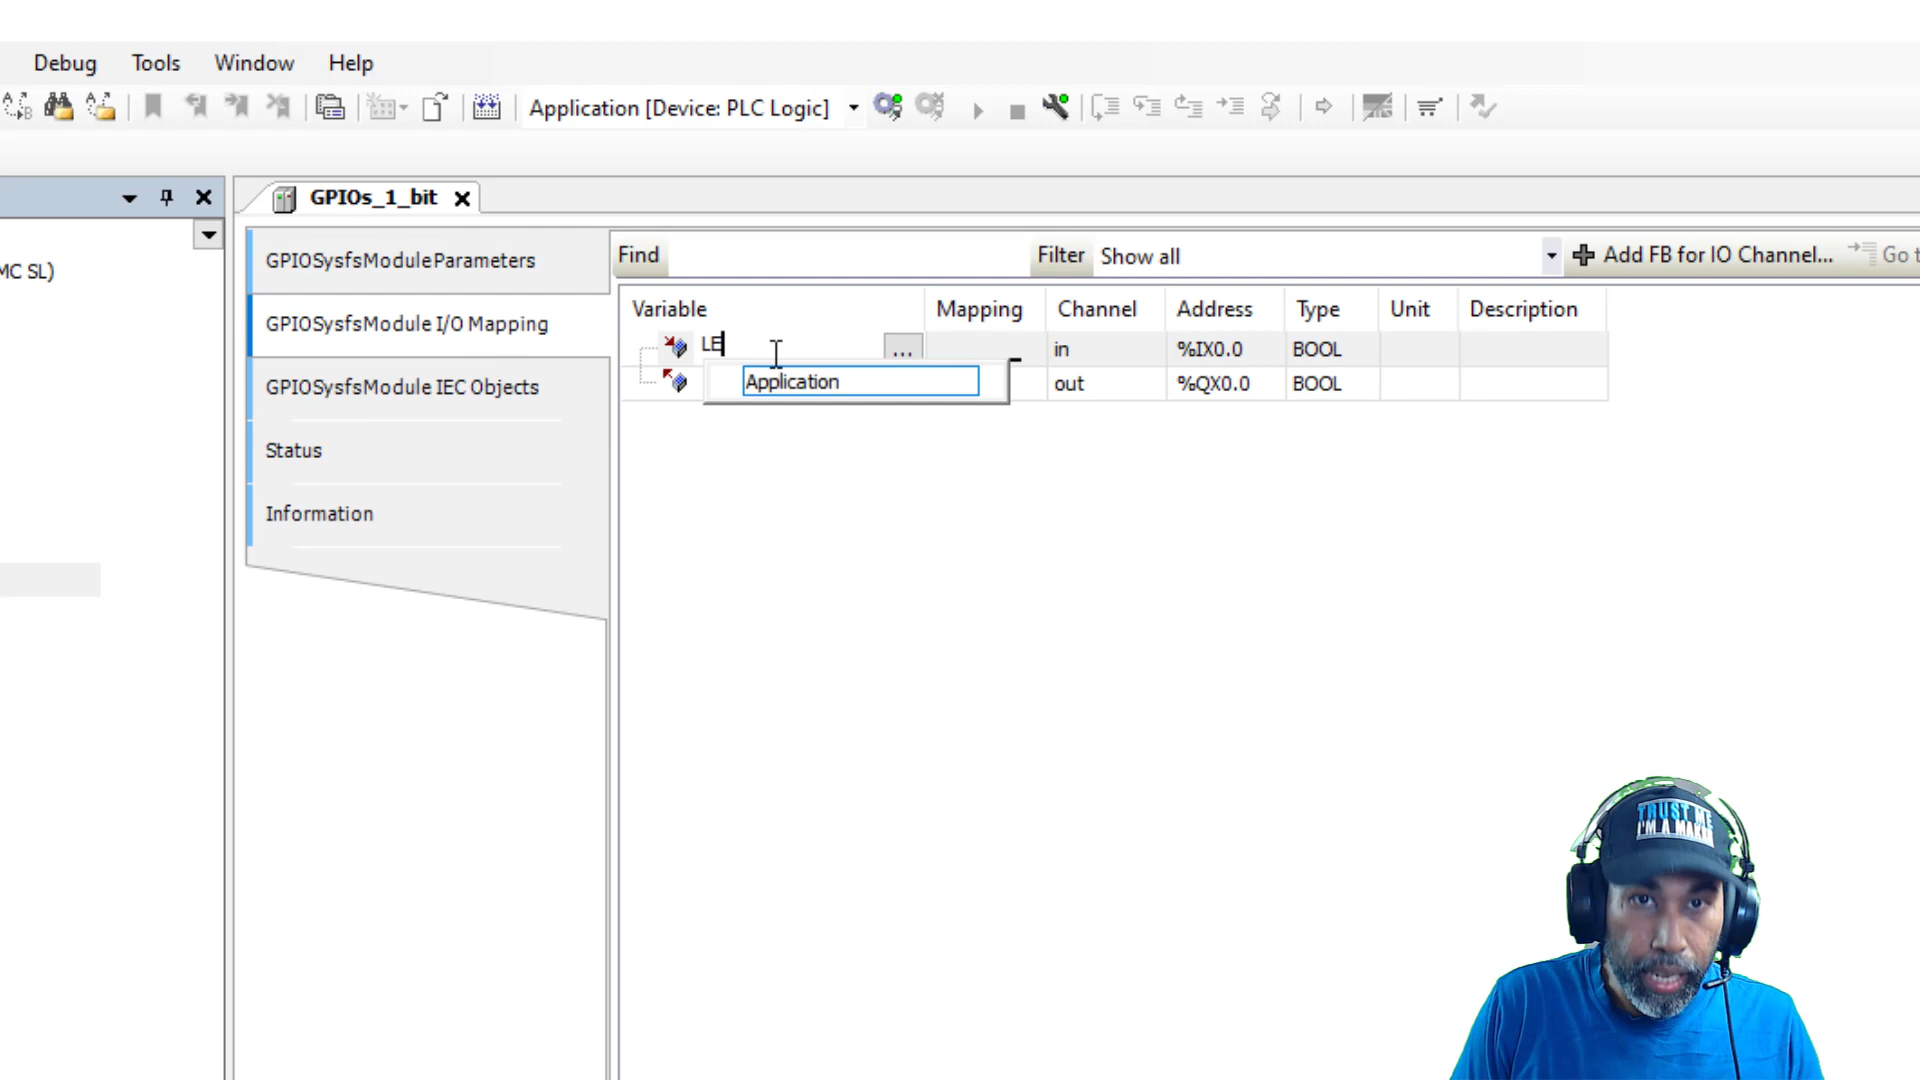 Debug Tools Window Help
Application [Device: PLC Logic]
GPIOs_1_bit
MC SL)
GPIOSysfsModule Parameters
GPIOSysfsModule I/O Mapping
GPIOSysfsModule IEC Objects
Status
Information
Find Filter Show all Add FB for IO Channel... Go t
Variable Mapping Channel Address Type Unit Description
LE ... in %IX0.0 BOOL
Application out %QX0.0 BOOL
TRUST ME
I'M A MAKER